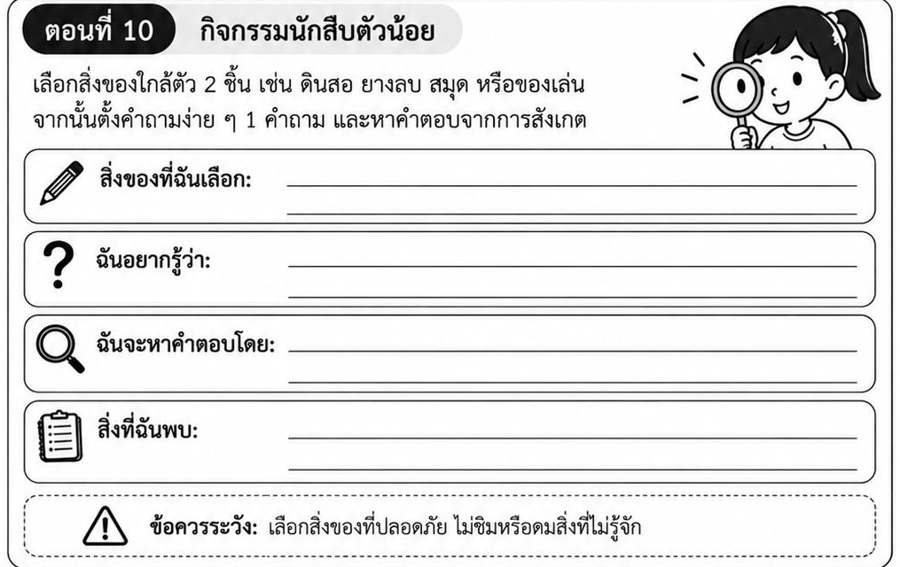 ตอนที่ 10 กิจกรรมนักสืบตัวน้อย
เลือกสิ่งของใกล้ตัว 2 ชิ้น เช่น ดินสอ ยางลบ สมุด หรือของเล่น
จากนั้นตั้งคำถามง่าย ๆ 1 คำถาม และหาคำตอบจากการสังเกต
สิ่งของที่ฉันเลือก:
? ฉันอยากรู้ว่า:
ฉันจะหาคำตอบโดย:
สิ่งที่ฉันพบ:
ข้อควรระวัง: เลือกสิ่งของที่ปลอดภัย ไม่ชิมหรือดมสิ่งที่ไม่รู้จัก